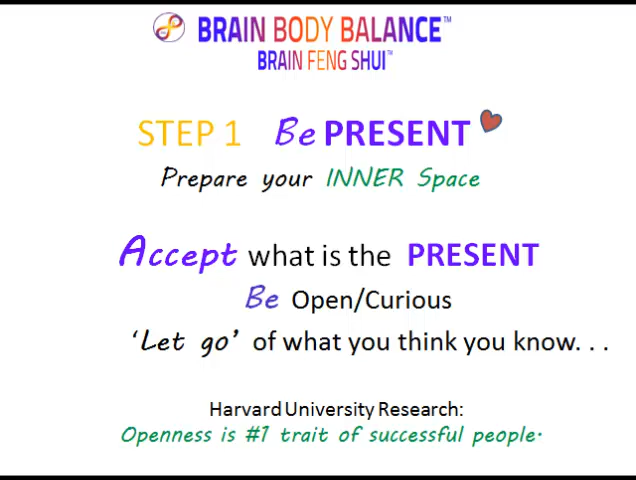 BRAIN BODY BALANCE™
BRAIN FENG SHUI™
STEP 1 Be PRESENT
Prepare your INNER Space
Accept what is the PRESENT
Be Open/Curious
‘Let go’ of what you think you know. . .
Harvard University Research:
Openness is #1 trait of successful people.